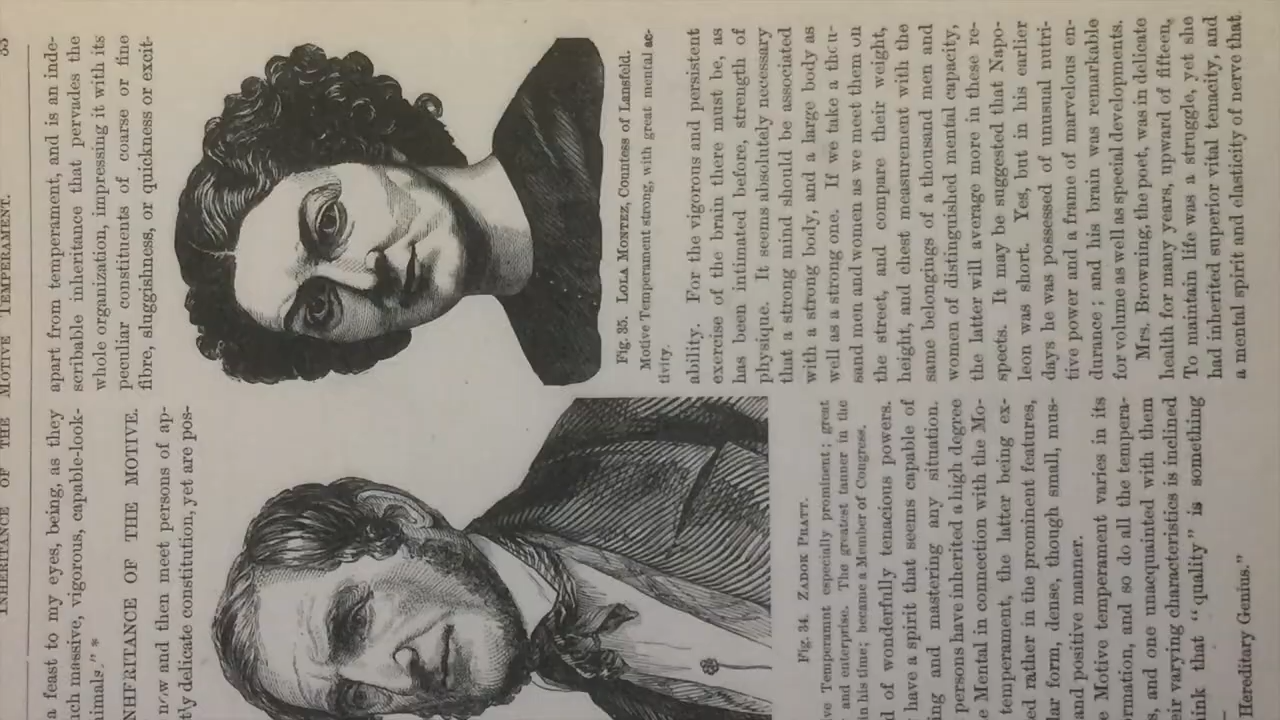 INHERITANCE OF THE MOTIVE TEMPERAMENT. 35
a feast to my eyes, being, as they
massive, vigorous, capable-look-
INHERITANCE OF THE MOTIVE.
now and then meet persons of ap-
delicate constitution, yet are pos-
Fig. 34. ZADOK PRATT.
Temperamnt especially prominent; great
and enterprise. The greatest tanner in the
in his time; became a Member of Congress.
of wonderfully tenacious powers.
have a spirit that seems capable of
and mastering any situation.
persons have inherited a high degree
Mental in connection with the Mo-
temperament, the latter being ex-
rather in the prominent features,
form, dense, though small, mus-
and positive manner.
Motive temperament varies in its
and so do all the tempera-
and one unacquainted with them
varying characteristics is inclined
that “quality” is something
Hereditary Genius.”
apart from temperament, and is an inde-
scribable inheritance that pervades the
whole organization, impressing it with its
peculiar constituents of coarse or fine
fibre, sluggishness, or quickness or excit-
Fig. 35. LOLA MONTEZ, Countess of Lansfeld.
Motive Temperament strong, with great mental ac-
tivity.
ability. For the vigorous and persistent
exercise of the brain there must be, as
has been intimated before, strength of
physique. It seems absolutely necessary
that a strong mind should be associated
with a strong body, and a large body as
well as a strong one. If we take a thou-
sand men and women as we meet them on
the street, and compare their weight,
height, and chest measurement with the
same belongings of a thousand men and
women of distinguished mental capacity,
the latter will average more in these re-
spects. It may be suggested that Napo-
leon was short. Yes, but in his earlier
days he was possessed of unusual nutri-
tive power and a frame of marvelous en-
durance; and his brain was remarkable
for volume as well as special developments.
Mrs. Browning, the poet, was in delicate
health for many years, upward of fifteen,
To maintain life was a struggle, yet she
had inherited superior vital tenacity, and
a mental spirit and elasticity of nerve that